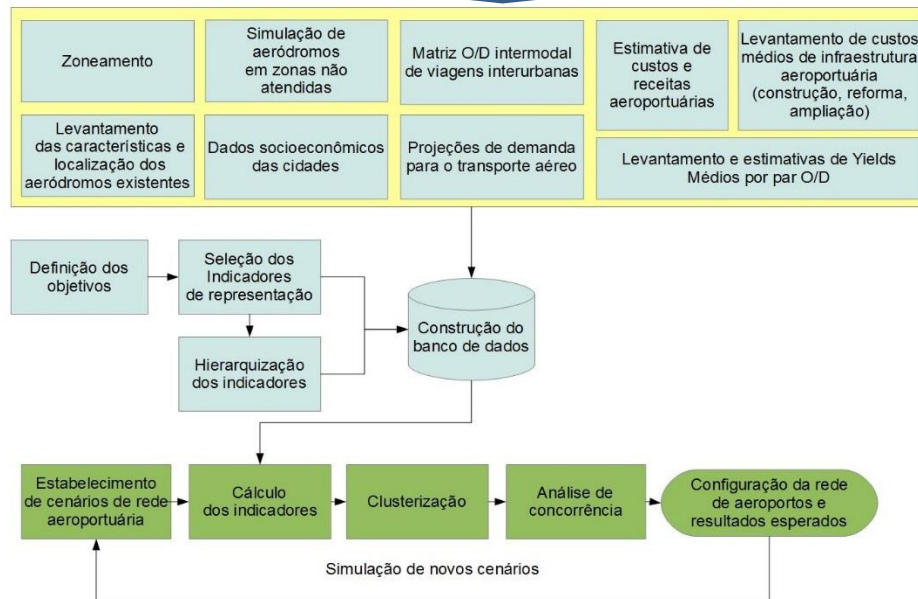 Zoneamento
Simulação de
aeródromos
em zonas não
atendidas
Matriz O/D intermodal
de viagens interurbanas
Estimativa de
custos e
receitas
aeroportuárias
Levantamento de custos
médios de infraestrutura
aeroportuária
(construção, reforma,
ampliação)
Levantamento
das características e
localização dos
aeródromos existentes
Dados socioeconômicos
das cidades
Projeções de demanda
para o transporte aéreo
Levantamento e estimativas de Yields
Médios por par O/D
Definição dos
objetivos
Seleção dos
Indicadores
de representação
Hierarquização
dos indicadores
Construção do
banco de dados
Estabelecimento
de cenários de rede
aeroportuária
Cálculo
dos indicadores
Clusterização
Análise de
concorrência
Configuração da rede
de aeroportos e
resultados esperados
Simulação de novos cenários